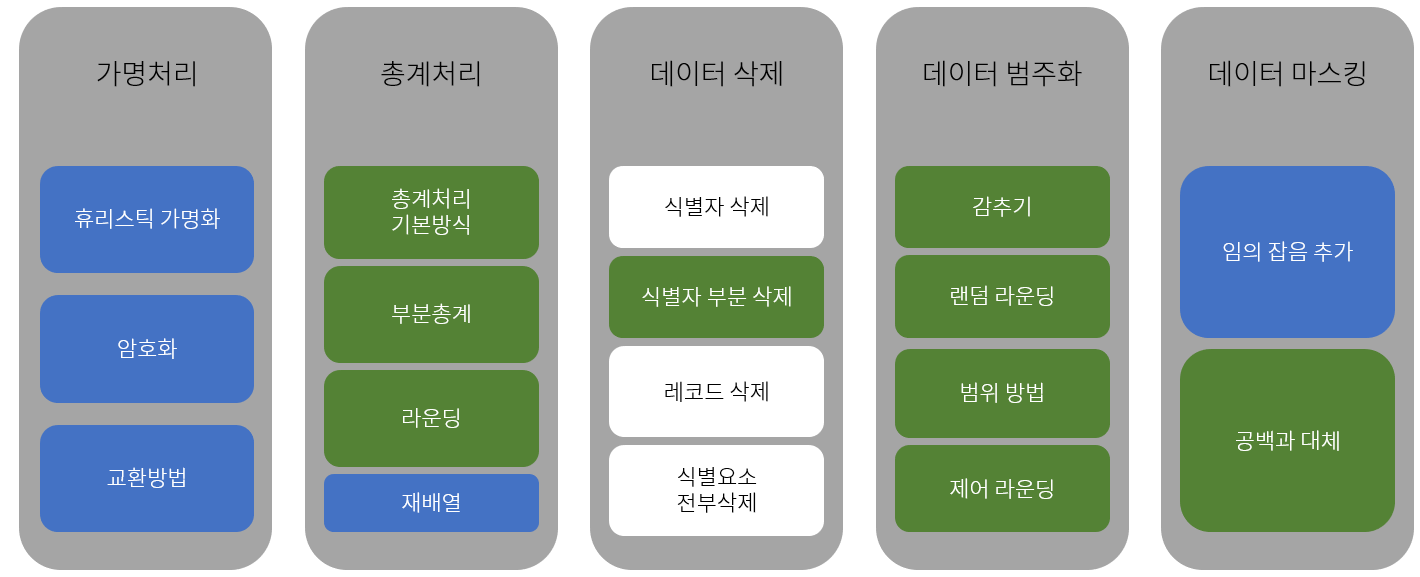 가명처리
휴리스틱 가명화
암호화
교환방법
총계처리
총계처리
기본방식
부분총계
라운딩
재배열
데이터 삭제
식별자 삭제
식별자 부분 삭제
레코드 삭제
식별요소
전부삭제
데이터 범주화
감추기
랜덤 라운딩
범위 방법
제어 라운딩
데이터 마스킹
임의 잡음 추가
공백과 대체